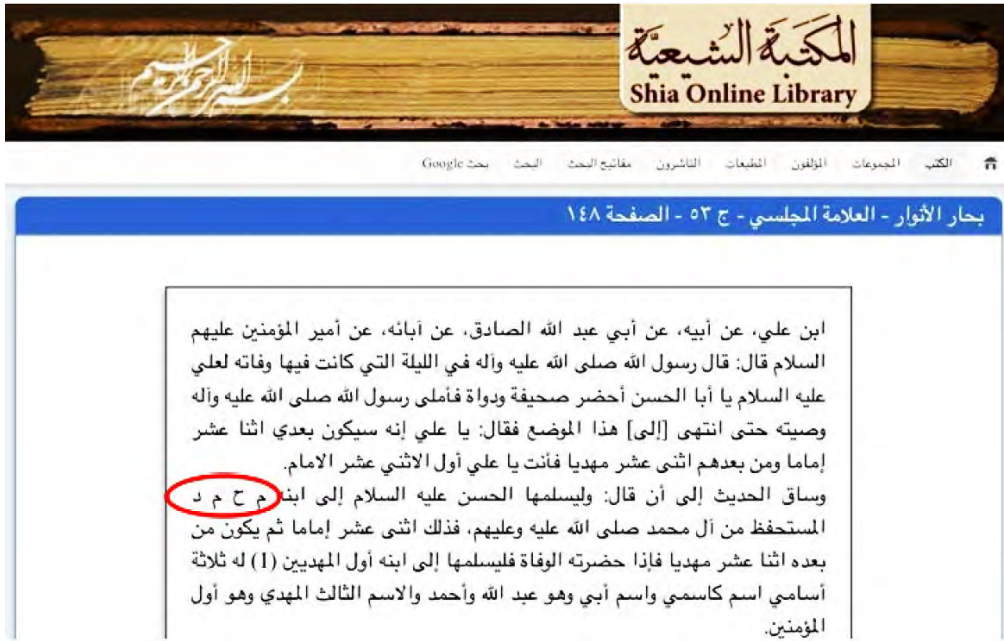 بسم الله الرحمن الرحيم
المكتبة الشيعية
Shia Online Library
الكتب المجموعات المؤلفون الطبعات الناشرون مفاتيح البحث البحث بحث Google
بحار الأنوار - العلامة المجلسي - ج ٥٣ - الصفحة ١٤٨
ابن علي، عن أبيه، عن أبي عبد الله الصادق، عن آبائه، عن أمير المؤمنين عليهم
السلام قال: قال رسول الله صلى الله عليه وآله في الليلة التي كانت فيها وفاته لعلي
عليه السلام يا أبا الحسن أحضر صحيفة ودواة فأملى رسول الله صلى الله عليه وآله
وصيته حتى انتهى [إلى] هذا الموضع فقال: يا علي إنه سيكون بعدي اثنا عشر
إماما ومن بعدهم اثنى عشر مهديا فأنت يا علي أول الاثني عشر الامام.
وساق الحديث إلى أن قال: وليسلمها الحسن عليه السلام إلى ابنه م ح م د
المستحفظ من آل محمد صلى الله عليه وعليهم، فذلك اثنى عشر إماما ثم يكون من
بعده اثنا عشر مهديا فإذا حضرته الوفاة فليسلمها إلى ابنه أول المهديين (1) له ثلاثة
أسامي اسم كاسمي واسم أبي وهو عبد الله وأحمد والاسم الثالث المهدي وهو أول
المؤمنين.